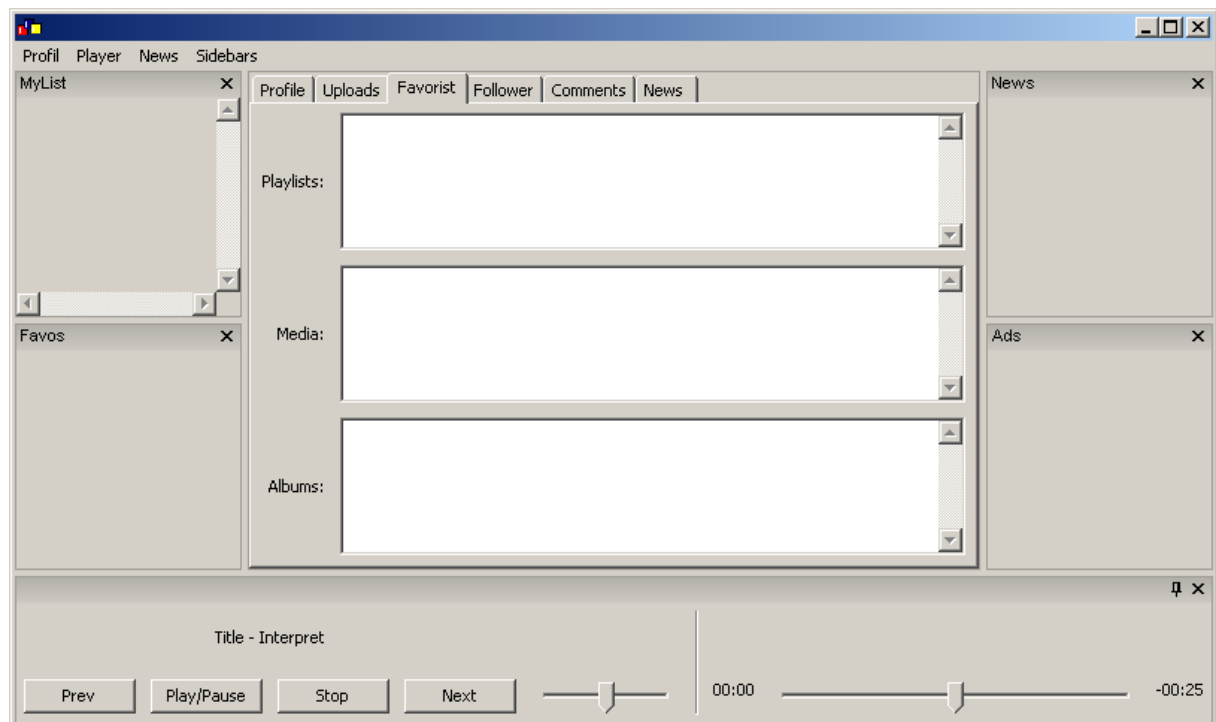 Profil Player News Sidebars
MyList
Profile Uploads Favorist Follower Comments News
News
Playlists:
Media:
Favos
Ads
Albums:
Title - Interpret
Prev Play/Pause Stop Next 00:00 -00:25